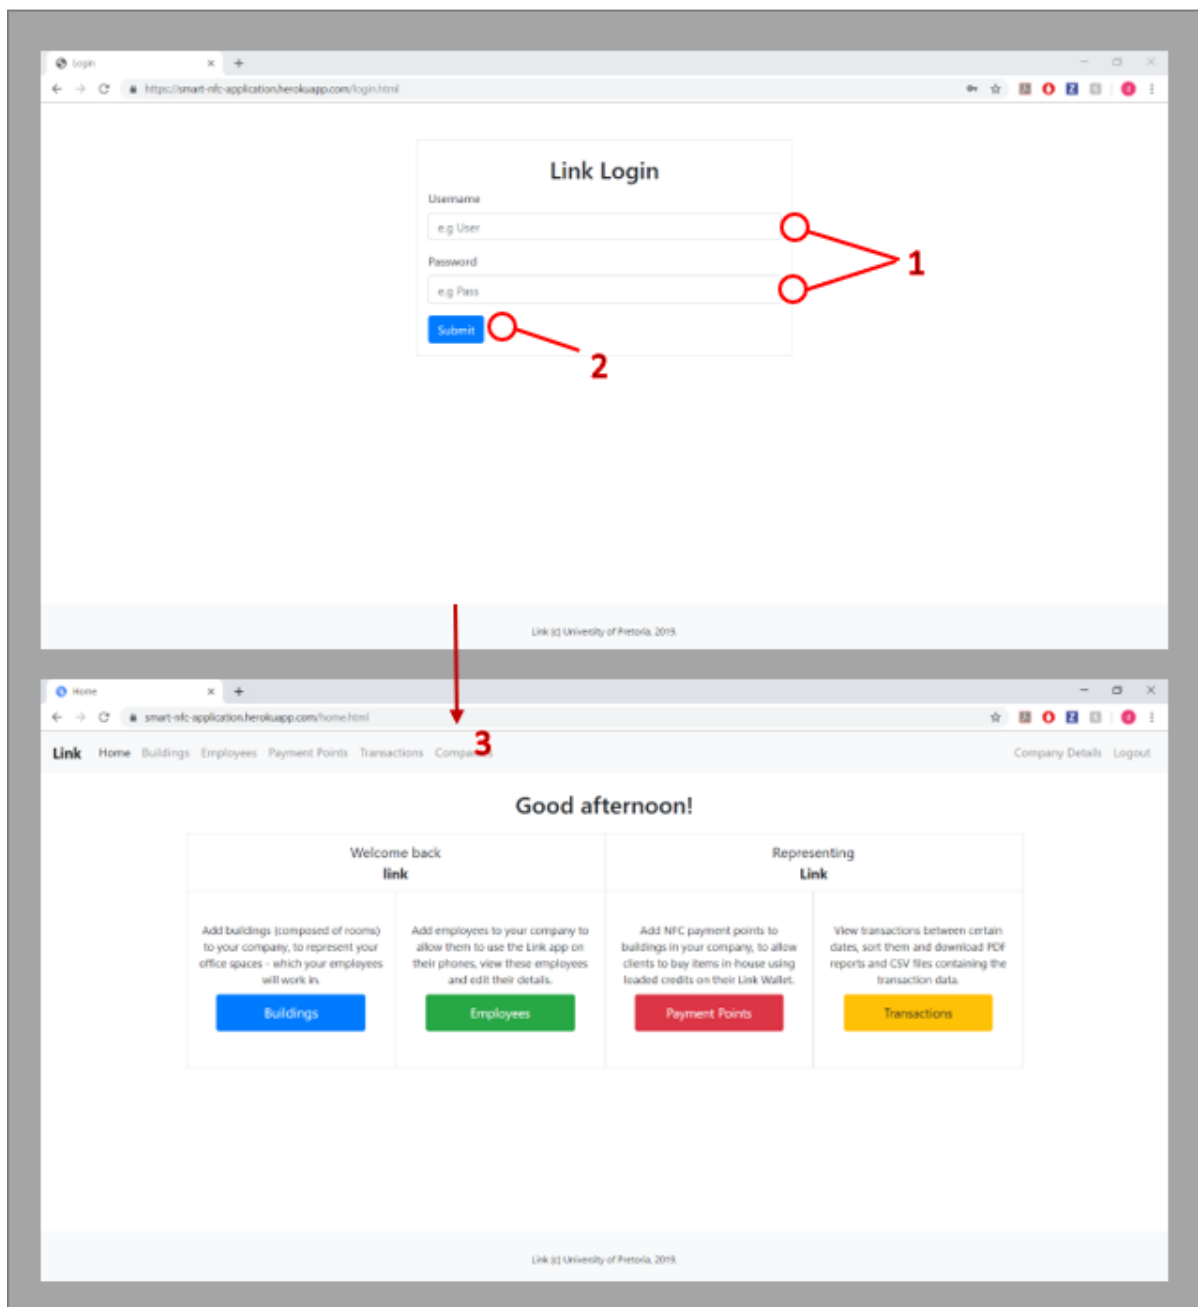 Login
https://smart-nfc-application.herokuapp.com/login.html
Link Login
Username
e.g User
1
Password
e.g Pass
Submit
2
Link (c) University of Pretoria, 2019.
Home
smart-nfc-application.herokuapp.com/home.html
3
Link Home Buildings Employees Payment Points Transactions
Company Details Logout
Good afternoon!
Welcome back
link
Representing
Link
Add buildings (composed of rooms)
to your company, to represent your
office spaces - which your employees
will work in.
Buildings
Add employees to your company to
allow them to use the Link app on
their phones, view these employees
and edit their details.
Employees
Add NFC payment points to
buildings in your company, to allow
clients to buy items in-house using
loaded credits on their Link Wallet.
Payment Points
View transactions between certain
dates, sort them and download PDF
reports and CSV files containing the
transaction data.
Transactions
Link (c) University of Pretoria, 2019.